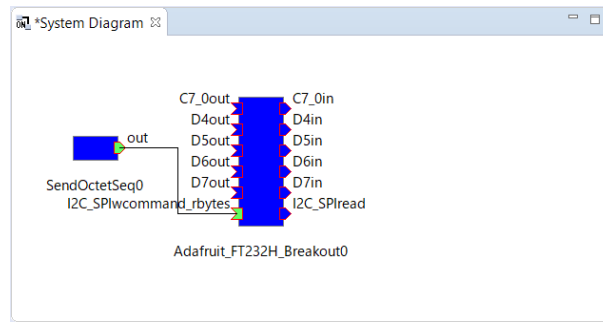 *System Diagram
C7_0out C7_0in
D4out D4in
out D5out D5in
D6out D6in
SendOctetSeq0 D7out D7in
I2C_SPIwcommand_rbytes I2C_SPIread
Adafruit_FT232H_Breakout0